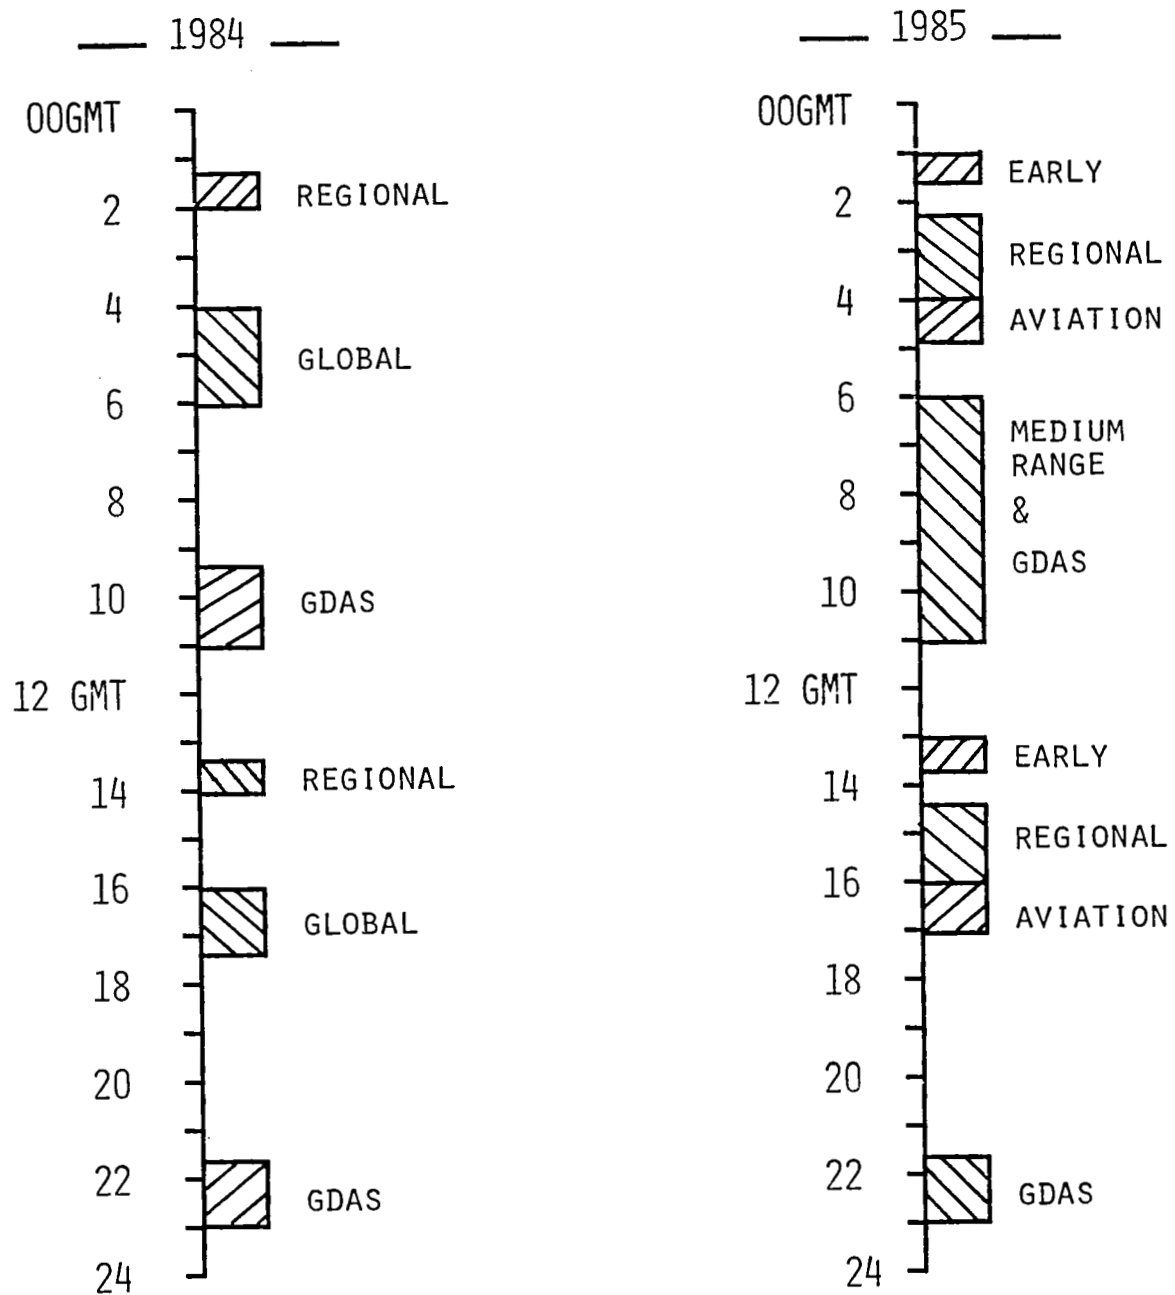 1984
00GMT
REGIONAL
2
4
GLOBAL
6
8
10
GDAS
12 GMT
REGIONAL
14
16
GLOBAL
18
20
22
GDAS
24
1985
00GMT
EARLY
2
REGIONAL
4
AVIATION
6
MEDIUM
RANGE
8
&
GDAS
10
12 GMT
EARLY
14
REGIONAL
16
AVIATION
18
20
22
GDAS
24